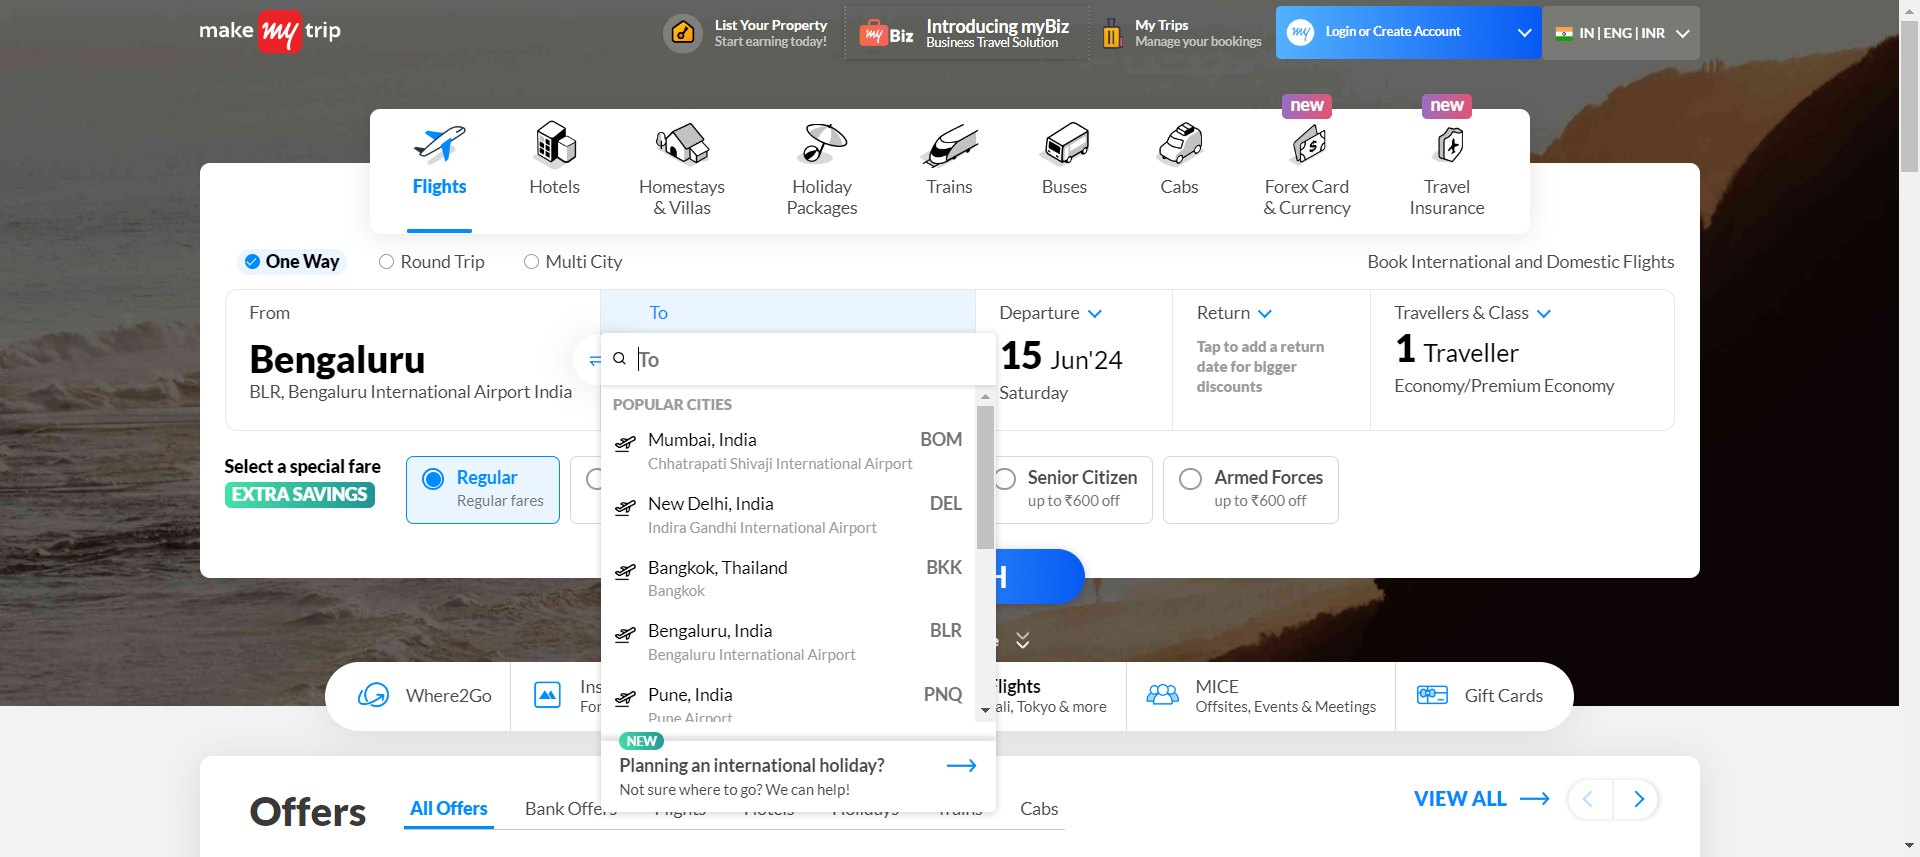 make my trip
List Your Property
Start earning today!
my Biz
Introducing myBiz
Business Travel Solution
My Trips
Manage your bookings
my
Login or Create Account
IN | ENG | INR
new
new
Flights
Hotels
Homestays
& Villas
Holiday
Packages
Trains
Buses
Cabs
Forex Card
& Currency
Travel
Insurance
One Way
Round Trip
Multi City
Book International and Domestic Flights
From
Bengaluru
BLR, Bengaluru International Airport India
To
To
Departure
15 Jun'24
Saturday
Return
Tap to add a return
date for bigger
discounts
Travellers & Class
1 Traveller
Economy/Premium Economy
POPULAR CITIES
Mumbai, India
BOM
Chhatrapati Shivaji International Airport
New Delhi, India
DEL
Indira Gandhi International Airport
Bangkok, Thailand
BKK
Bangkok
Bengaluru, India
BLR
Bengaluru International Airport
Pune, India
PNQ
Pune Airport
NEW
Planning an international holiday?
Not sure where to go? We can help!
Select a special fare
EXTRA SAVINGS
Regular
Regular fares
Senior Citizen
up to ₹600 off
Armed Forces
up to ₹600 off
H
Where2Go
Ins
For
lights
ali, Tokyo & more
MICE
Offsites, Events & Meetings
Gift Cards
Offers
All Offers
Bank Offers
Flights
Hotels
Holidays
Trains
Cabs
VIEW ALL